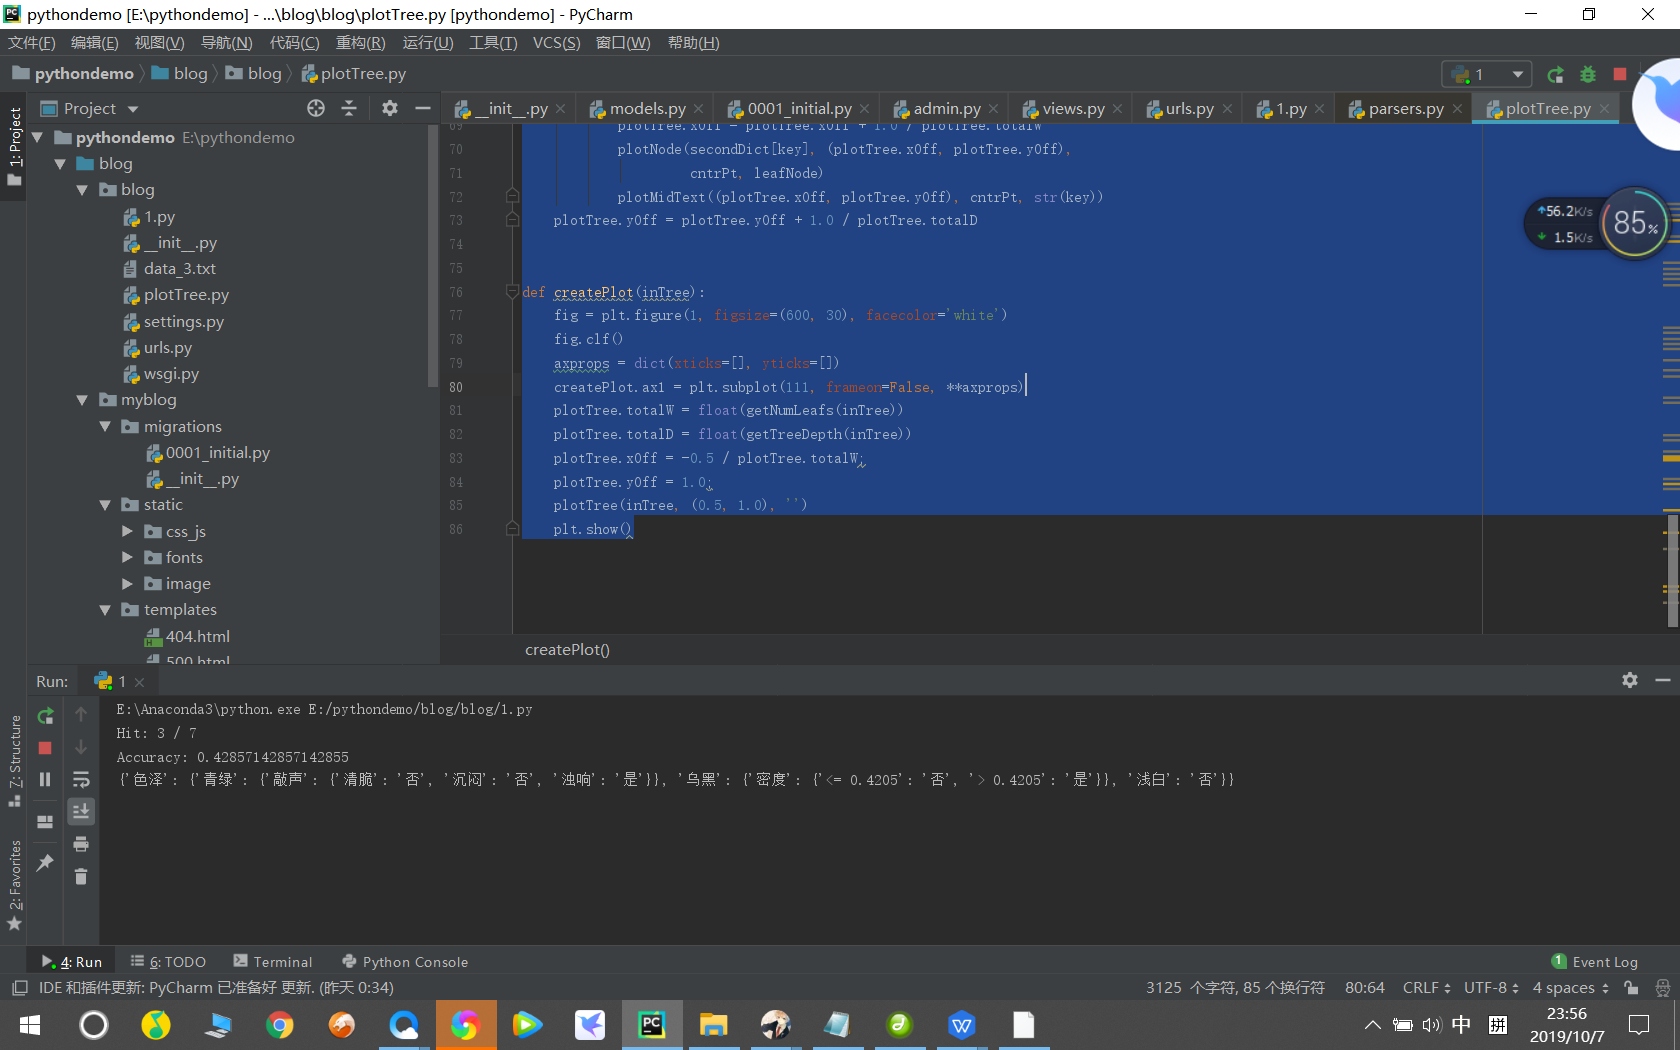 pythondemo [E:\pythondemo] - ...\blog\blog\plotTree.py [pythondemo] - PyCharm
文件(F) 编辑(E) 视图(V) 导航(N) 代码(C) 重构(R) 运行(U) 工具(T) VCS(S) 窗口(W) 帮助(H)
pythondemo blog blog plotTree.py 1
Project __init__.py models.py 0001_initial.py admin.py views.py urls.py 1.py parsers.py plotTree.py
1: Project
pythondemo E:\pythondemo
blog
blog
1.py
__init__.py
data_3.txt
plotTree.py
settings.py
urls.py
wsgi.py
myblog
migrations
0001_initial.py
__init__.py
static
css_js
fonts
image
templates
404.html
500.html
69 plotTree.xOff = plotTree.xOff + 1.0 / plotTree.totalW
70 plotNode(secondDict[key], (plotTree.xOff, plotTree.yOff),
71 cntrPt, leafNode)
72 plotMidText((plotTree.xOff, plotTree.yOff), cntrPt, str(key))
73 plotTree.yOff = plotTree.yOff + 1.0 / plotTree.totalD
74
75
76 def createPlot(inTree):
77 fig = plt.figure(1, figsize=(600, 30), facecolor='white')
78 fig.clf()
79 axprops = dict(xticks=[], yticks=[])
80 createPlot.ax1 = plt.subplot(111, frameon=False, **axprops)
81 plotTree.totalW = float(getNumLeafs(inTree))
82 plotTree.totalD = float(getTreeDepth(inTree))
83 plotTree.xOff = -0.5 / plotTree.totalW;
84 plotTree.yOff = 1.0;
85 plotTree(inTree, (0.5, 1.0), '')
86 plt.show()
createPlot()
56.2K/s
1.5K/s
85%
Run: 1
E:\Anaconda3\python.exe E:/pythondemo/blog/blog/1.py
Hit: 3 / 7
Accuracy: 0.42857142857142855
{'色泽': {'青绿': {'敲声': {'清脆': '否', '沉闷': '否', '浊响': '是'}}, '乌黑': {'密度': {'<= 0.4205': '否', '> 0.4205': '是'}}, '浅白': '否'}}
7: Structure
2: Favorites
4: Run 6: TODO Terminal Python Console 1 Event Log
IDE 和插件更新: PyCharm 已准备好 更新. (昨天 0:34) 3125 个字符, 85 个换行符 80:64 CRLF UTF-8 4 spaces
PC
中 拼
23:56
2019/10/7